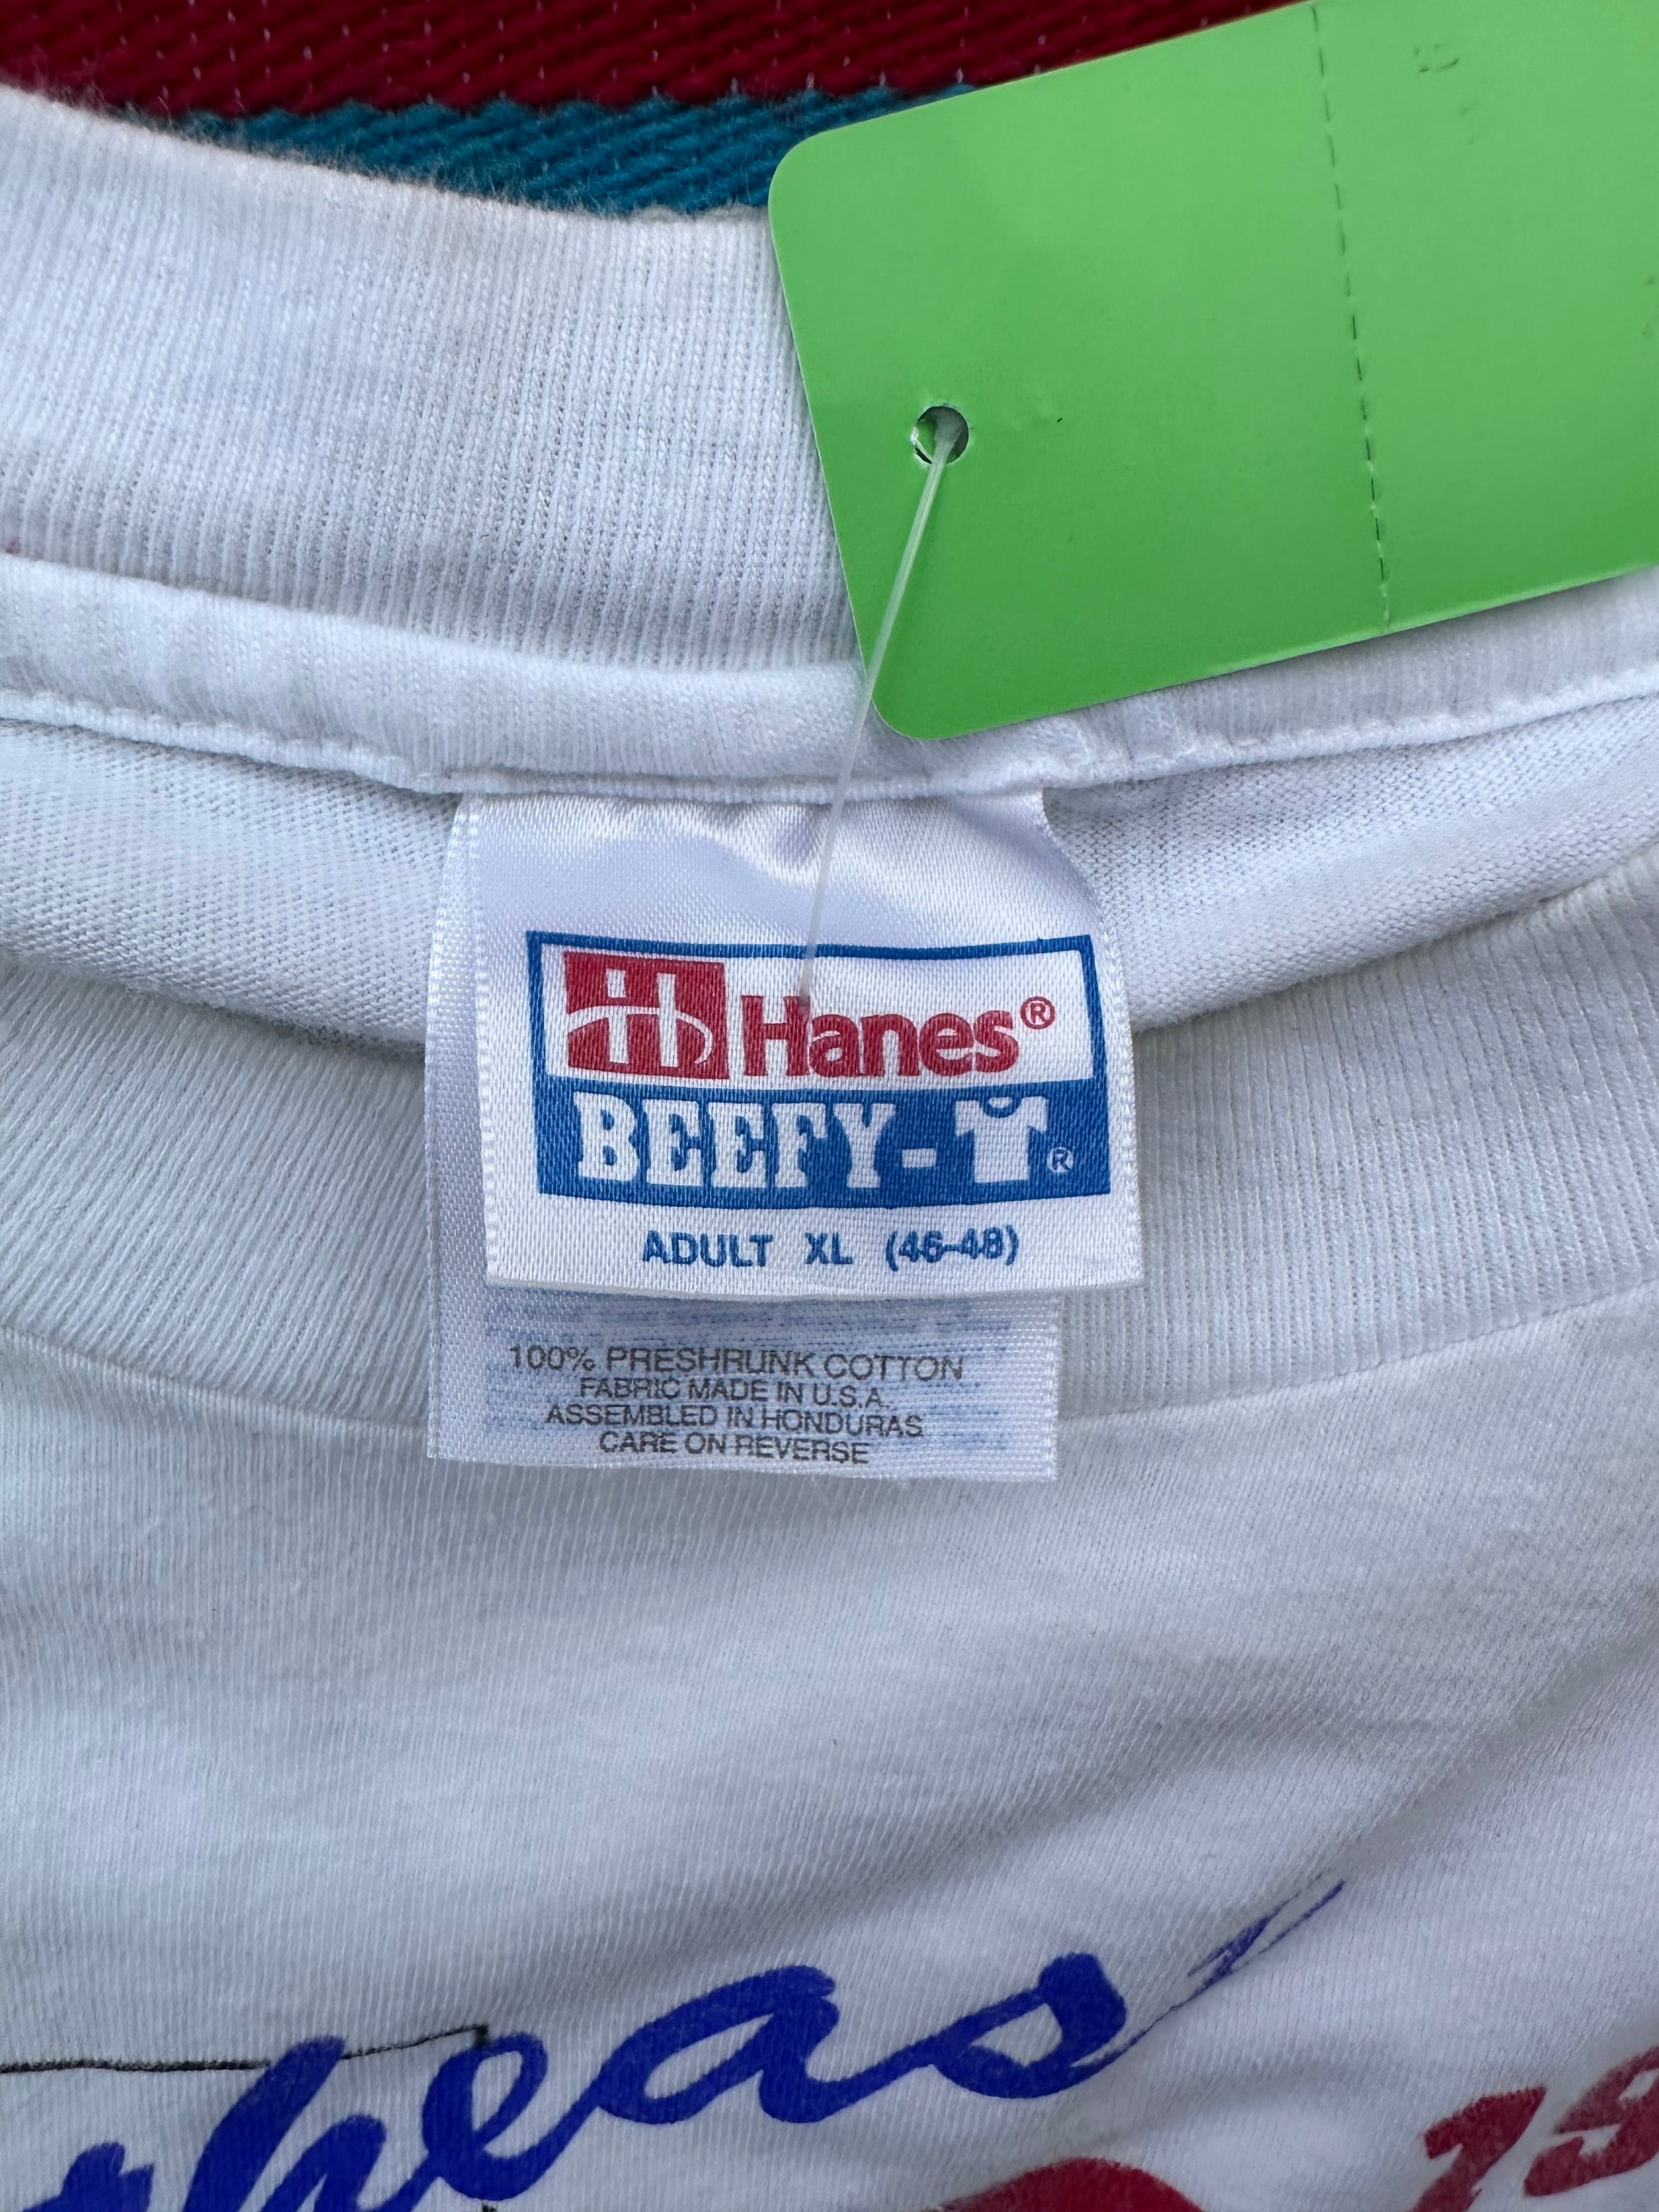 Hanes®
BEEFY-T®
ADULT XL (46-48)
100% PRESHRUNK COTTON
FABRIC MADE IN U.S.A.
ASSEMBLED IN HONDURAS
CARE ON REVERSE